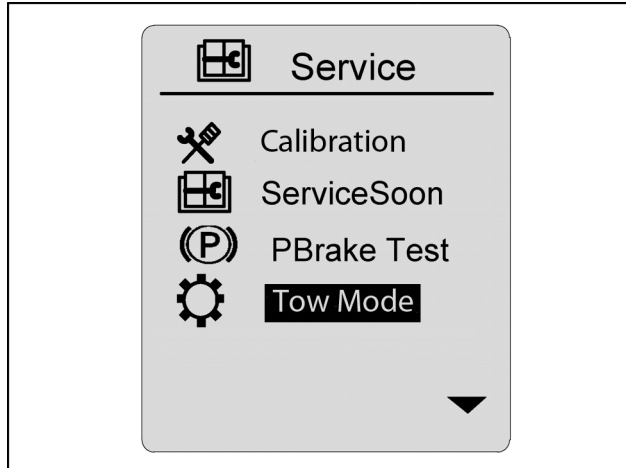 Service
Calibration
ServiceSoon
(P) PBrake Test
Tow Mode